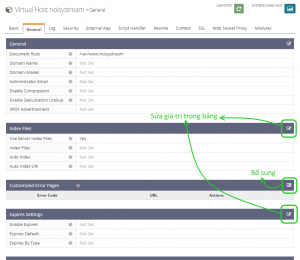 Virtual Host noisystream > General
Basic General Log Security External App Script Handler Rewrite Context SSL Web Socket Proxy Modules
General
Document Root /var/www/noisystream
Domain Name Not Set
Domain Aliases Not Set
Administrator Email Not Set
Enable Compression Not Set
Enable GeoLocation Lookup Not Set
SPDY Advertisement Not Set
Sửa giá trị trong bảng
Index Files
Use Server Index Files Yes
Index Files Not Set
Auto Index Not Set
Auto Index URI Not Set
Bổ sung
Customized Error Pages
Error Code URL Actions
Expires Settings
Enable Expires Not Set
Expires Default Not Set
Expires By Type Not Set